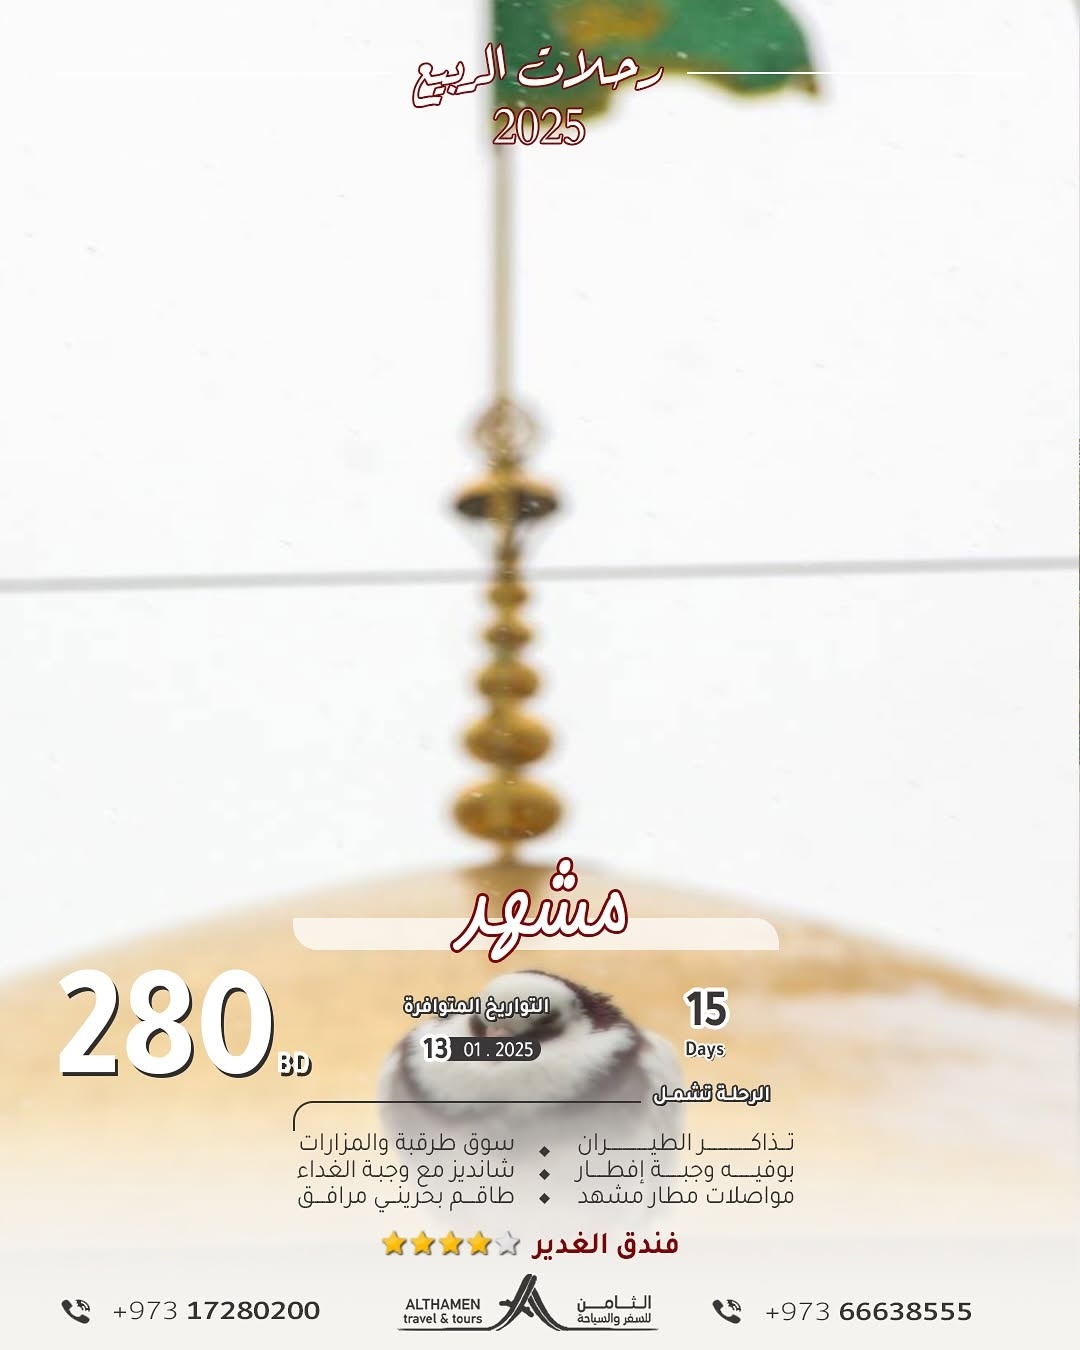 رحلات الربيع
2025
مشهد
280 BD
التواريخ المتوافرة
13 01 . 2025
15
Days
الرحلة تشمل
تذاكر الطيران
بوفيه وجبة إفطار
مواصلات مطار مشهد
سوق طرقبة والمزارات
شانديز مع وجبة الغداء
طاقم بحريني مرافق
فندق الغدير
+973 66638555
الثامن
للسفر والسياحة
ALTHAMEN
travel & tours
+973 17280200